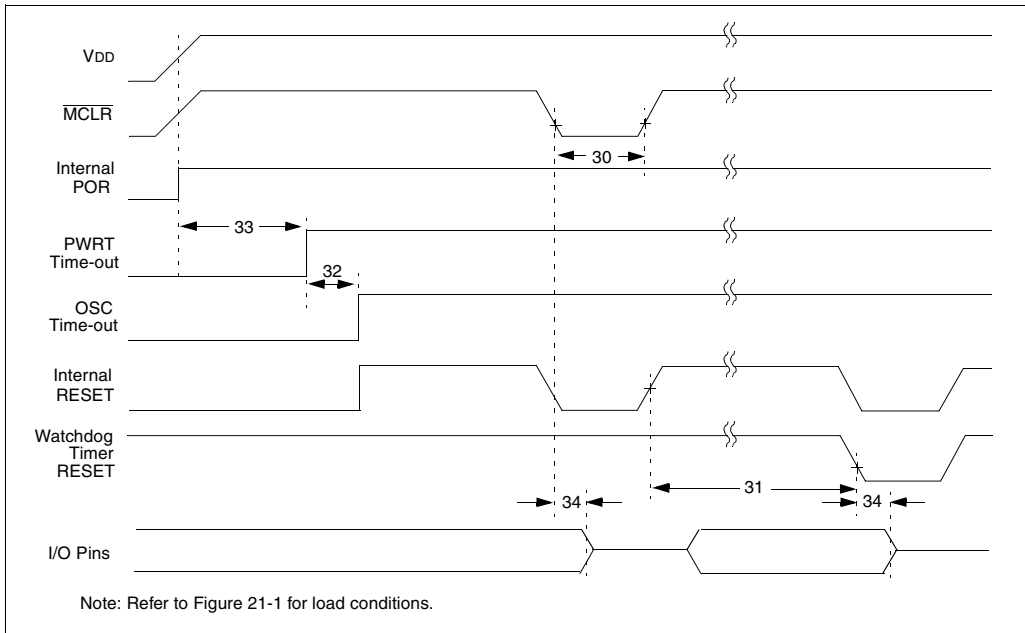 VDD
MCLR
30
Internal
POR
33
PWRT
Time-out
32
OSC
Time-out
Internal
RESET
Watchdog
Timer
RESET
31
34
34
I/O Pins
Note: Refer to Figure 21-1 for load conditions.